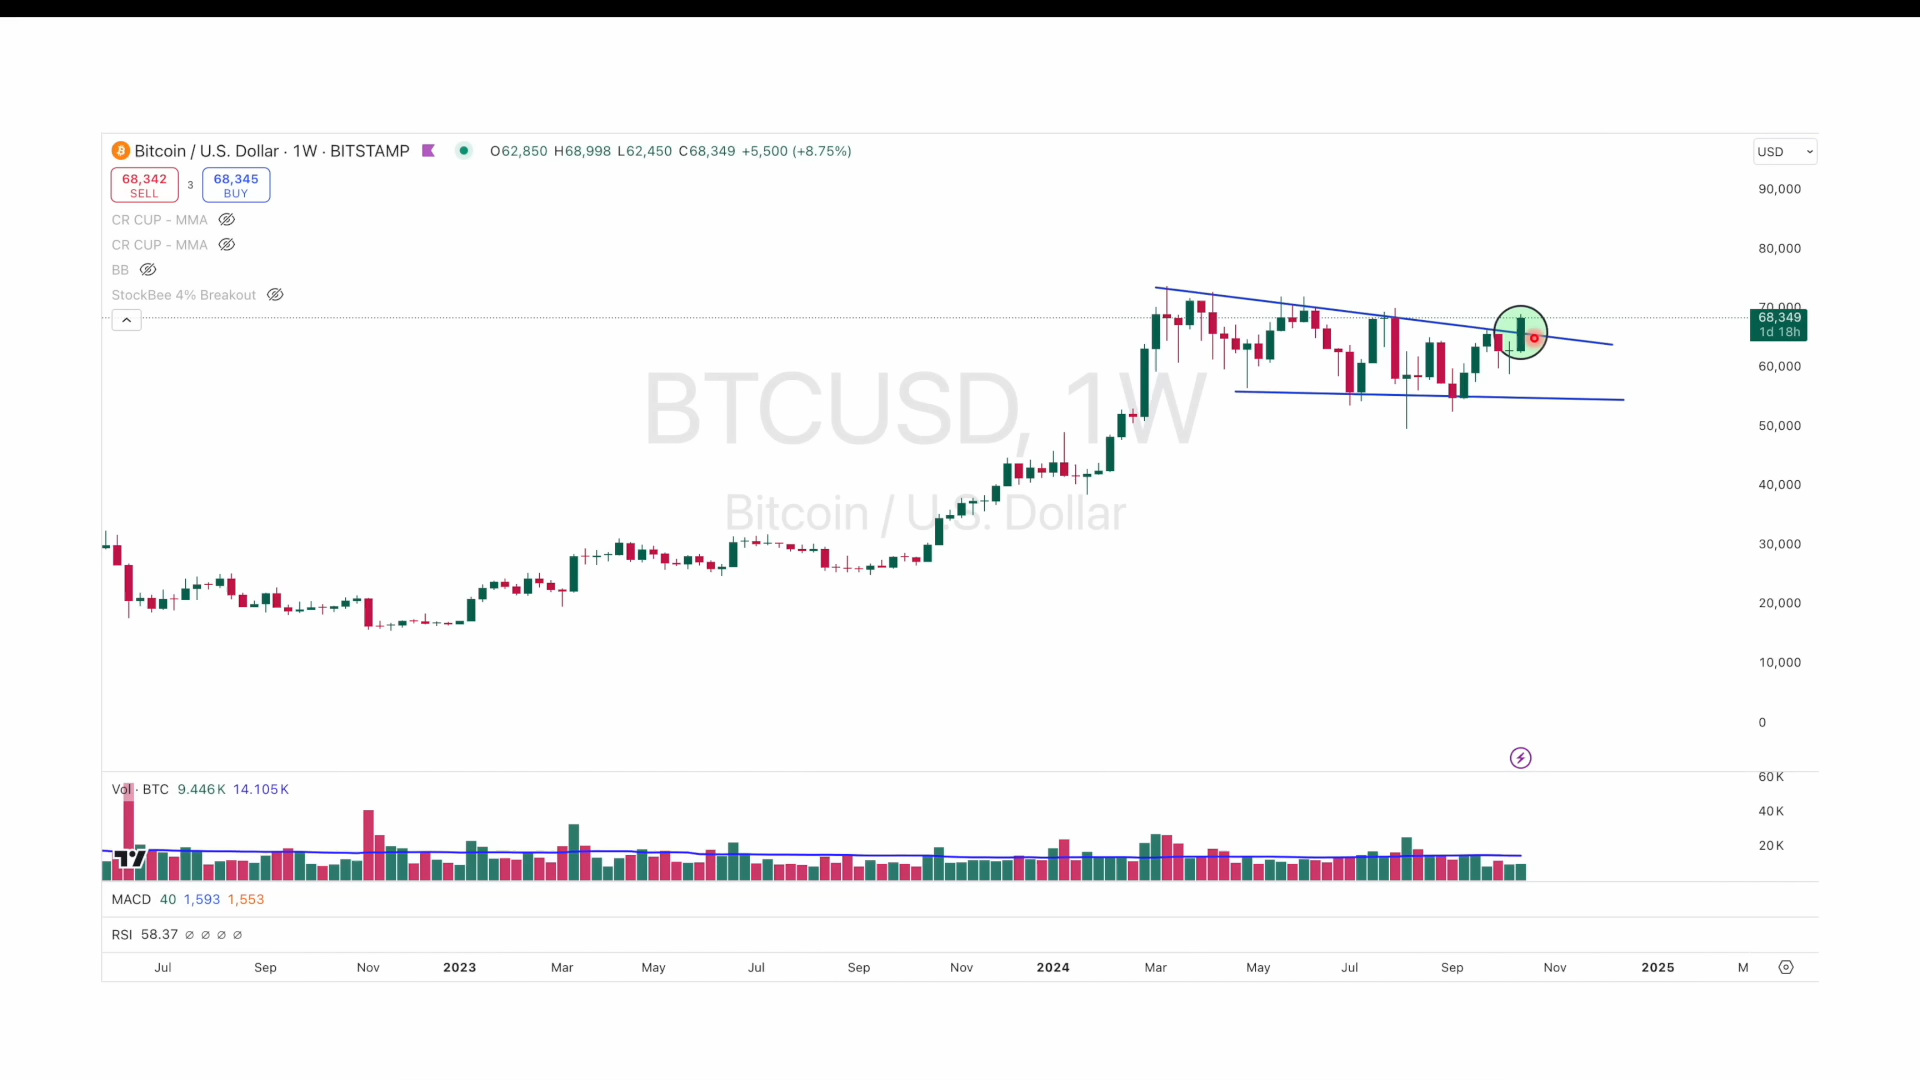 Bitcoin / U.S. Dollar · 1W · BITSTAMP O62,850 H68,998 L62,450 C68,349 +5,500 (+8.75%)
USD
68,342 SELL
3
68,345 BUY
CR CUP - MMA
CR CUP - MMA
BB
StockBee 4% Breakout
90,000
80,000
70,000
68,349
1d 18h
60,000
50,000
40,000
30,000
20,000
10,000
0
BTCUSD, 1W
Bitcoin / U.S. Dollar
Vol · BTC 9.446K 14.105K
60K
40K
20K
MACD 40 1,593 1,553
RSI 58.37 ∅ ∅ ∅ ∅
Jul Sep Nov 2023 Mar May Jul Sep Nov 2024 Mar May Jul Sep Nov 2025 M